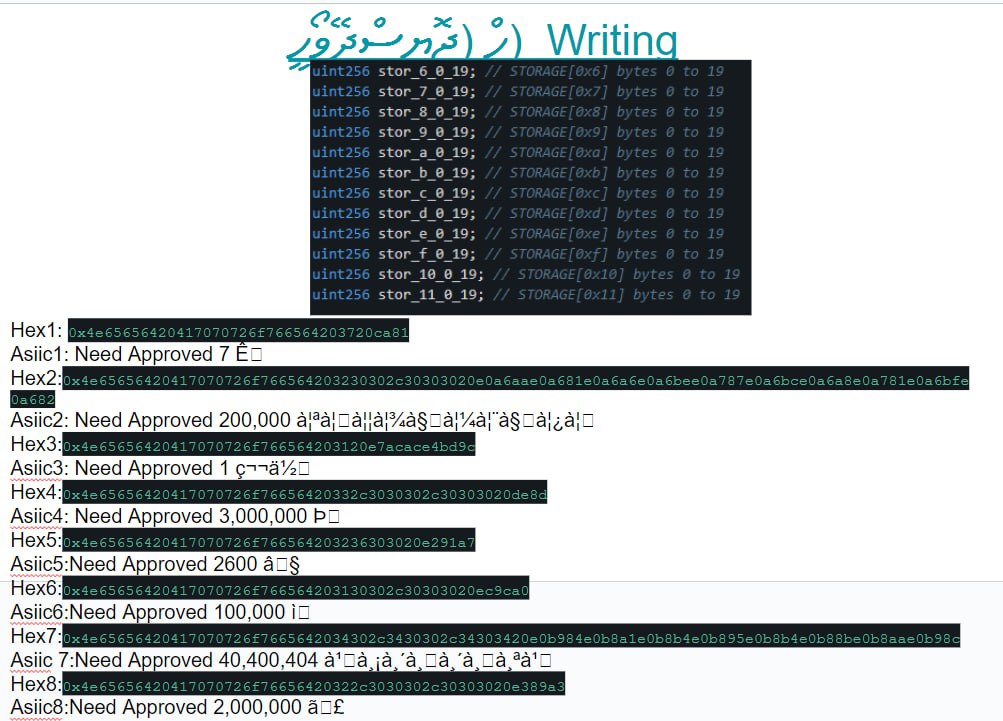 Writing
uint256 stor_6_0_19; // STORAGE[0x6] bytes 0 to 19
uint256 stor_7_0_19; // STORAGE[0x7] bytes 0 to 19
uint256 stor_8_0_19; // STORAGE[0x8] bytes 0 to 19
uint256 stor_9_0_19; // STORAGE[0x9] bytes 0 to 19
uint256 stor_a_0_19; // STORAGE[0xa] bytes 0 to 19
uint256 stor_b_0_19; // STORAGE[0xb] bytes 0 to 19
uint256 stor_c_0_19; // STORAGE[0xc] bytes 0 to 19
uint256 stor_d_0_19; // STORAGE[0xd] bytes 0 to 19
uint256 stor_e_0_19; // STORAGE[0xe] bytes 0 to 19
uint256 stor_f_0_19; // STORAGE[0xf] bytes 0 to 19
uint256 stor_10_0_19; // STORAGE[0x10] bytes 0 to 19
uint256 stor_11_0_19; // STORAGE[0x11] bytes 0 to 19
Hex1: 0x4e65656420417070726f766564203720ca81
Asiic1: Need Approved 7 Ê□
Hex2:0x4e65656420417070726f766564203230302c30303020e0a6aae0a681e0a6a6e0a6bee0a787e0a6bce0a6a8e0a781e0a6bfe
0a682
Asiic2: Need Approved 200,000 à¦ªà¦□à¦¦à¦¾à§□à¦¼à¦¨à§□à¦¿à¦□
Hex3:0x4e65656420417070726f766564203120e7acace4bd9c
Asiic3: Need Approved 1 ç¬¬ä½□
Hex4:0x4e65656420417070726f76656420332c3030302c30303020de8d
Asiic4: Need Approved 3,000,000 Þ□
Hex5:0x4e65656420417070726f766564203236303020e291a7
Asiic5:Need Approved 2600 â□§
Hex6:0x4e65656420417070726f766564203130302c30303020ec9ca0
Asiic6:Need Approved 100,000 ì□
Hex7:0x4e65656420417070726f7665642034302c3430302c34303420e0b984e0b8a1e0b8b4e0b895e0b8b4e0b88be0b8aae0b98c
Asiic 7:Need Approved 40,400,404 à¹□à¸¡à¸´à¸□à¸´à¸□à¸ªà¹□
Hex8:0x4e65656420417070726f76656420322c3030302c30303020e389a3
Asiic8:Need Approved 2,000,000 ã□£